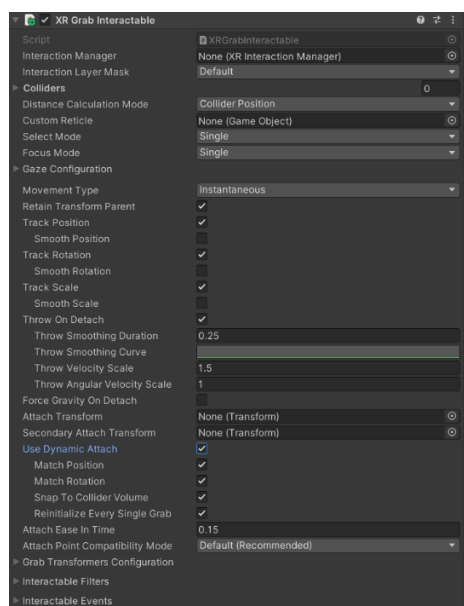 XR Grab Interactable
Script XRGrabInteractable
Interaction Manager None (XR Interaction Manager)
Interaction Layer Mask Default
Colliders 0
Distance Calculation Mode Collider Position
Custom Reticle None (Game Object)
Select Mode Single
Focus Mode Single
Gaze Configuration
Movement Type Instantaneous
Retain Transform Parent
Track Position
Smooth Position
Track Rotation
Smooth Rotation
Track Scale
Smooth Scale
Throw On Detach
Throw Smoothing Duration 0.25
Throw Smoothing Curve
Throw Velocity Scale 1.5
Throw Angular Velocity Scale 1
Force Gravity On Detach
Attach Transform None (Transform)
Secondary Attach Transform None (Transform)
Use Dynamic Attach
Match Position
Match Rotation
Snap To Collider Volume
Reinitialize Every Single Grab
Attach Ease In Time 0.15
Attach Point Compatibility Mode Default (Recommended)
Grab Transformers Configuration
Interactable Filters
Interactable Events